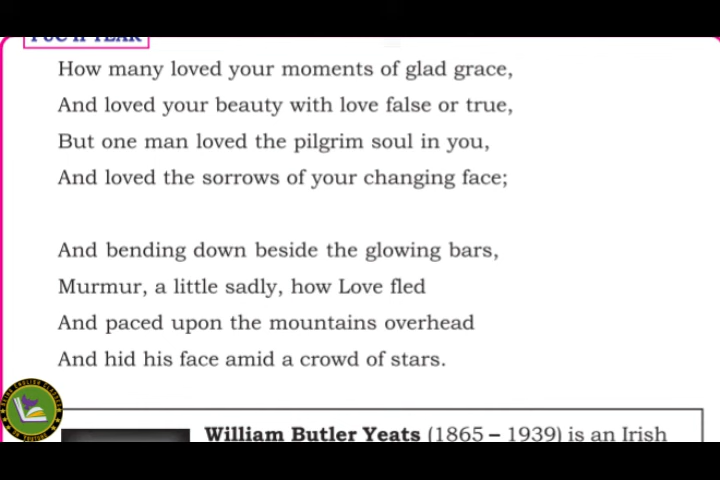 PUC II YEAR
How many loved your moments of glad grace,
And loved your beauty with love false or true,
But one man loved the pilgrim soul in you,
And loved the sorrows of your changing face;
And bending down beside the glowing bars,
Murmur, a little sadly, how Love fled
And paced upon the mountains overhead
And hid his face amid a crowd of stars.
William Butler Yeats (1865 – 1939) is an Irish